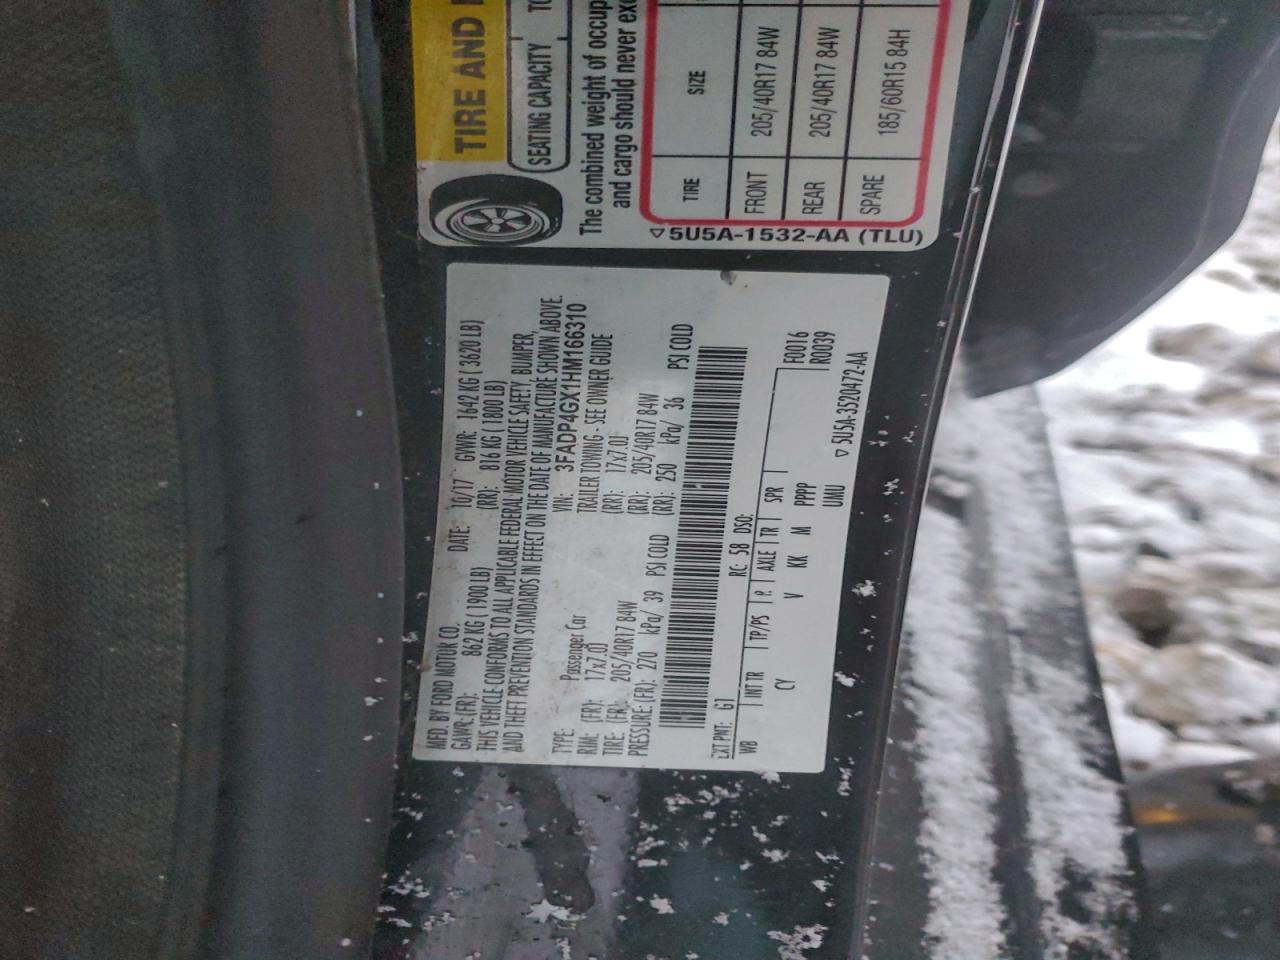 TIRE AND
SEATING CAPACITY
The combined weight of occup
and cargo should never exc
TIRE SIZE
FRONT 205/40R17 84W
REAR 205/40R17 84W
SPARE 185/60R15 84H
5U5A-1532-AA (TLU)
MFD. BY FORD MOTOR CO. DATE: 10/17 GVWR: 1642 KG ( 3620 LB)
GAWR: (FR): 862 KG ( 1900 LB) (RR): 816 KG ( 1800 LB)
THIS VEHICLE CONFORMS TO ALL APPLICABLE FEDERAL MOTOR VEHICLE SAFETY, BUMPER,
AND THEFT PREVENTION STANDARDS IN EFFECT ON THE DATE OF MANUFACTURE SHOWN ABOVE.
VIN: 3FADP4GX1HM166310
TYPE: Passenger Car TRAILER TOWING - SEE OWNER GUIDE
RIM: (FR): 17x7.0J (RR): 17x7.0J
TIRE: (FR): 205/40R17 84W (RR): 205/40R17 84W
PRESSURE: (FR): 270 kPa/ 39 PSI COLD (RR): 250 kPa/ 36 PSI COLD
EXT PNT: G1 RC: 58 DSO: F0016
WB INT TR TP/PS AXLE TR SPR R0039
CY V KK M PPPP
UMU
5U5A-3520472-AA